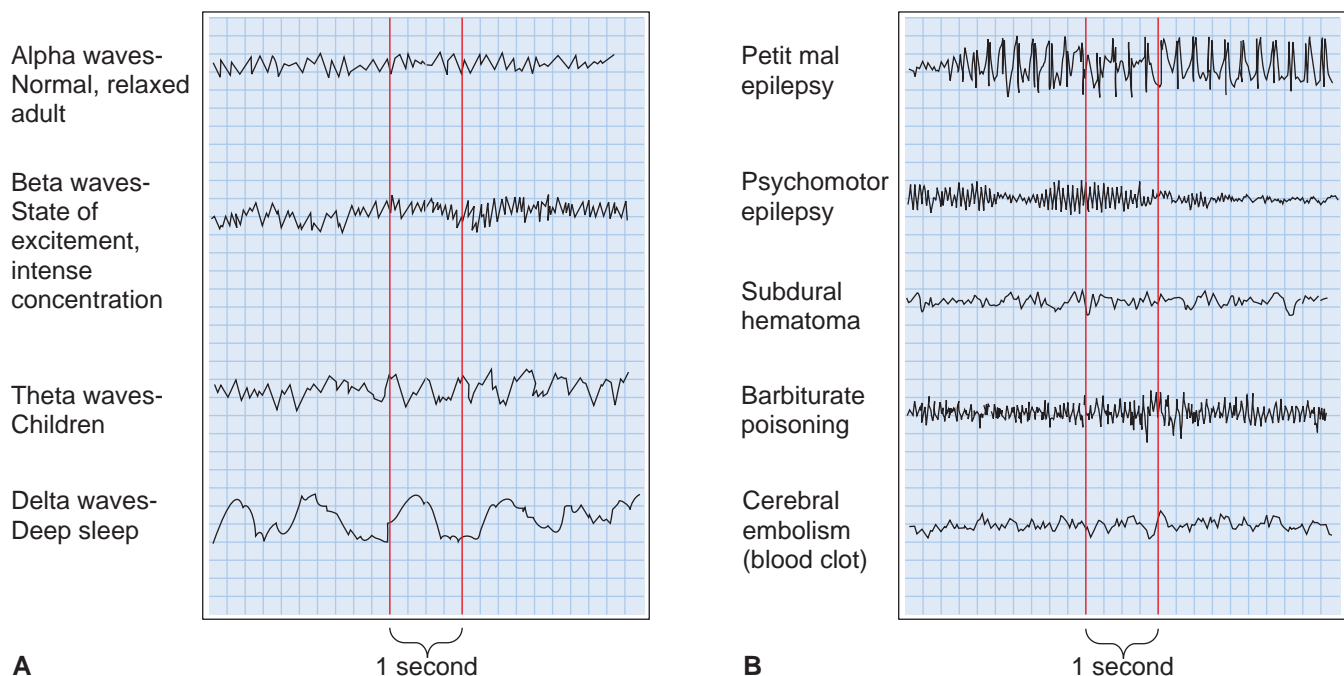 Alpha waves-
Normal, relaxed
adult
Beta waves-
State of
excitement,
intense
concentration
Theta waves-
Children
Delta waves-
Deep sleep
A
1 second
Petit mal
epilepsy
Psychomotor
epilepsy
Subdural
hematoma
Barbiturate
poisoning
Cerebral
embolism
(blood clot)
B
1 second